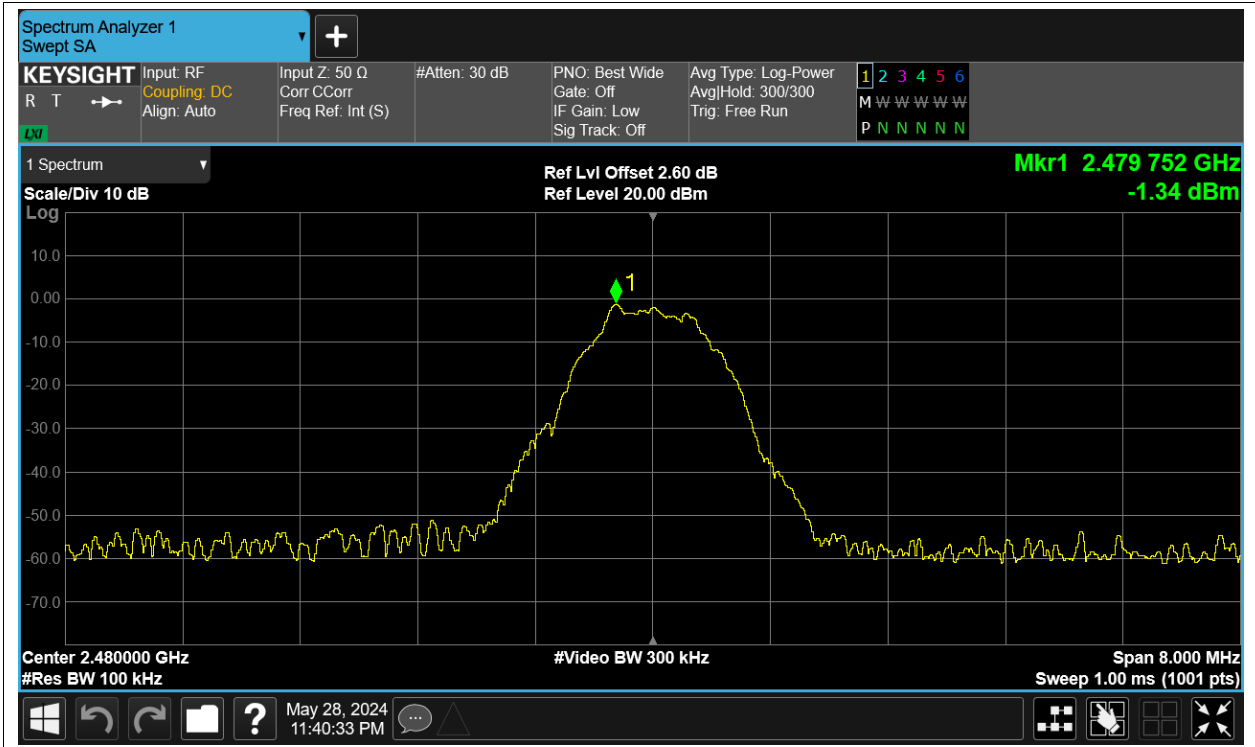 Spectrum Analyzer 1
Swept SA
+
KEYSIGHT
R T
LXI
Input: RF
Coupling: DC
Align: Auto
Input Z: 50 Ω
Corr CCorr
Freq Ref: Int (S)
#Atten: 30 dB
PNO: Best Wide
Gate: Off
IF Gain: Low
Sig Track: Off
Avg Type: Log-Power
Avg|Hold: 300/300
Trig: Free Run
1 2 3 4 5 6
M W W W W W
P N N N N N
1 Spectrum
Scale/Div 10 dB
Log
Ref Lvl Offset 2.60 dB
Ref Level 20.00 dBm
Mkr1 2.479 752 GHz
-1.34 dBm
1
10.0
0.00
-10.0
-20.0
-30.0
-40.0
-50.0
-60.0
-70.0
Center 2.480000 GHz
#Res BW 100 kHz
#Video BW 300 kHz
Span 8.000 MHz
Sweep 1.00 ms (1001 pts)
?
May 28, 2024
11:40:33 PM